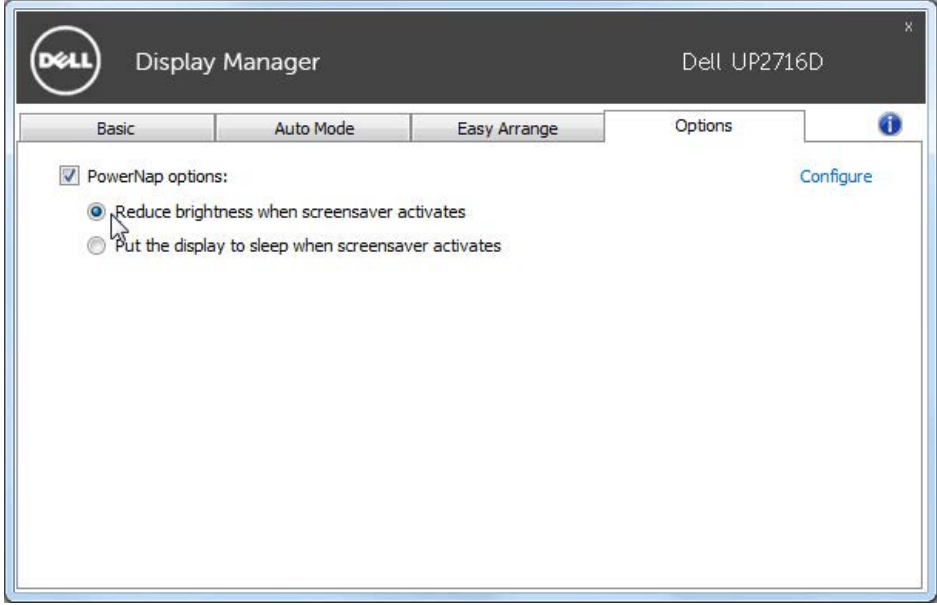 x
DELL Display Manager Dell UP2716D
Basic Auto Mode Easy Arrange Options i
PowerNap options: Configure
Reduce brightness when screensaver activates
Put the display to sleep when screensaver activates